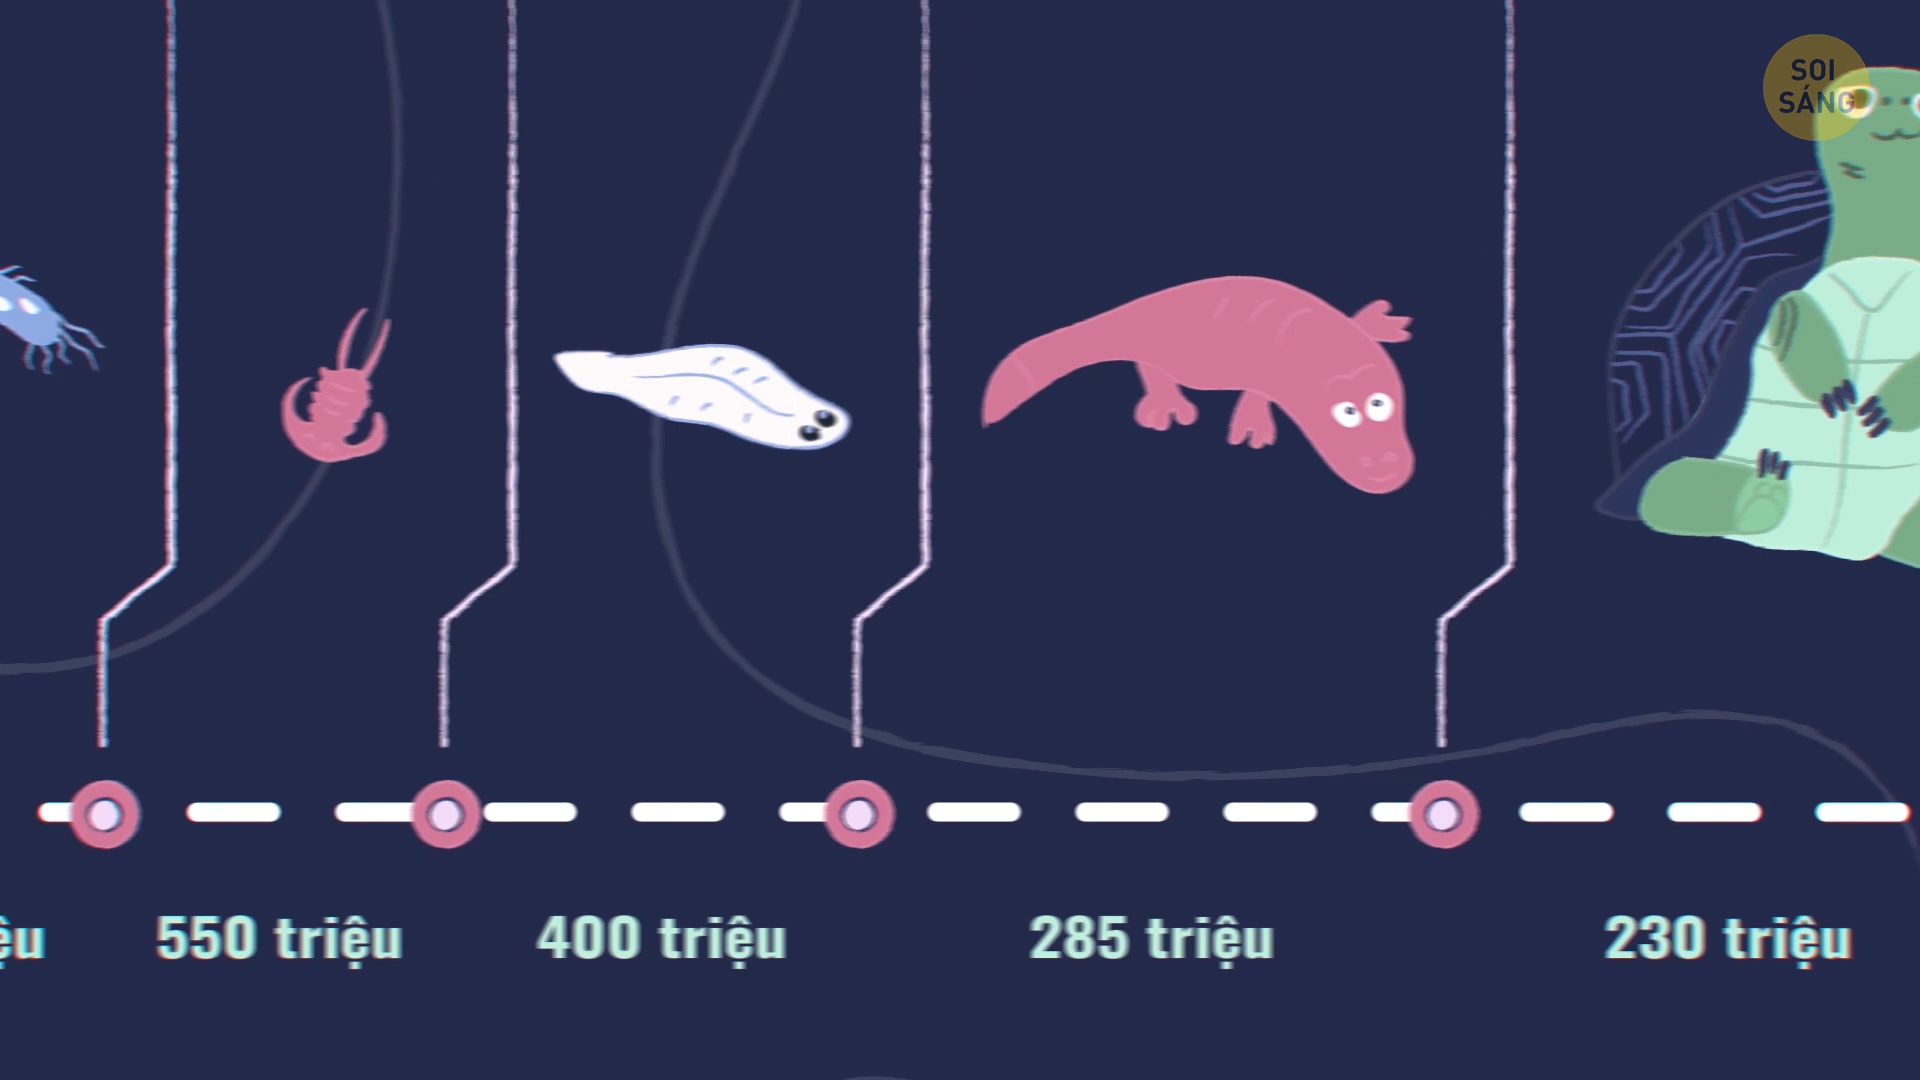 SOI
SÁNG
550 triệu
400 triệu
285 triệu
230 triệu